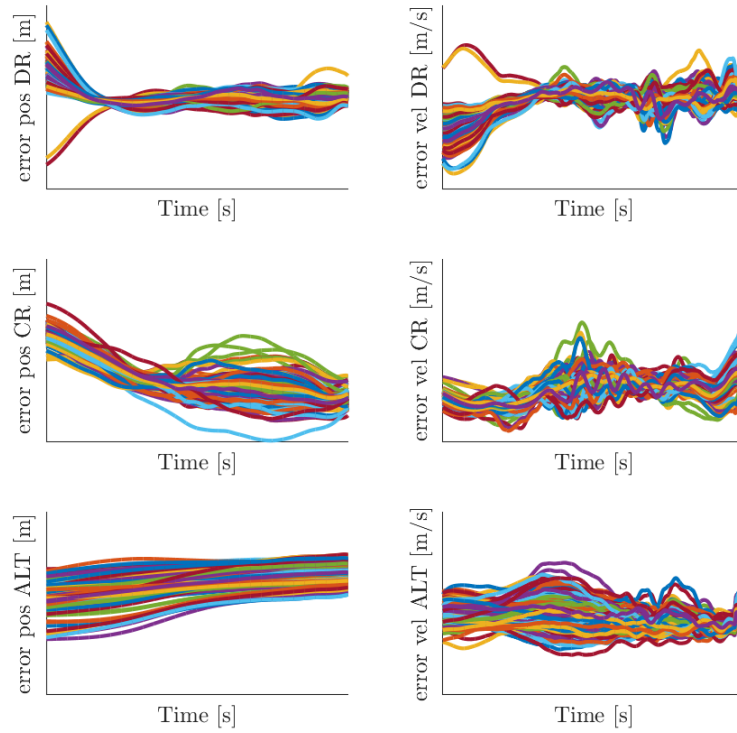 error pos DR [m]
Time [s]
error vel DR [m/s]
Time [s]
error pos CR [m]
Time [s]
error vel CR [m/s]
Time [s]
error pos ALT [m]
Time [s]
error vel ALT [m/s]
Time [s]